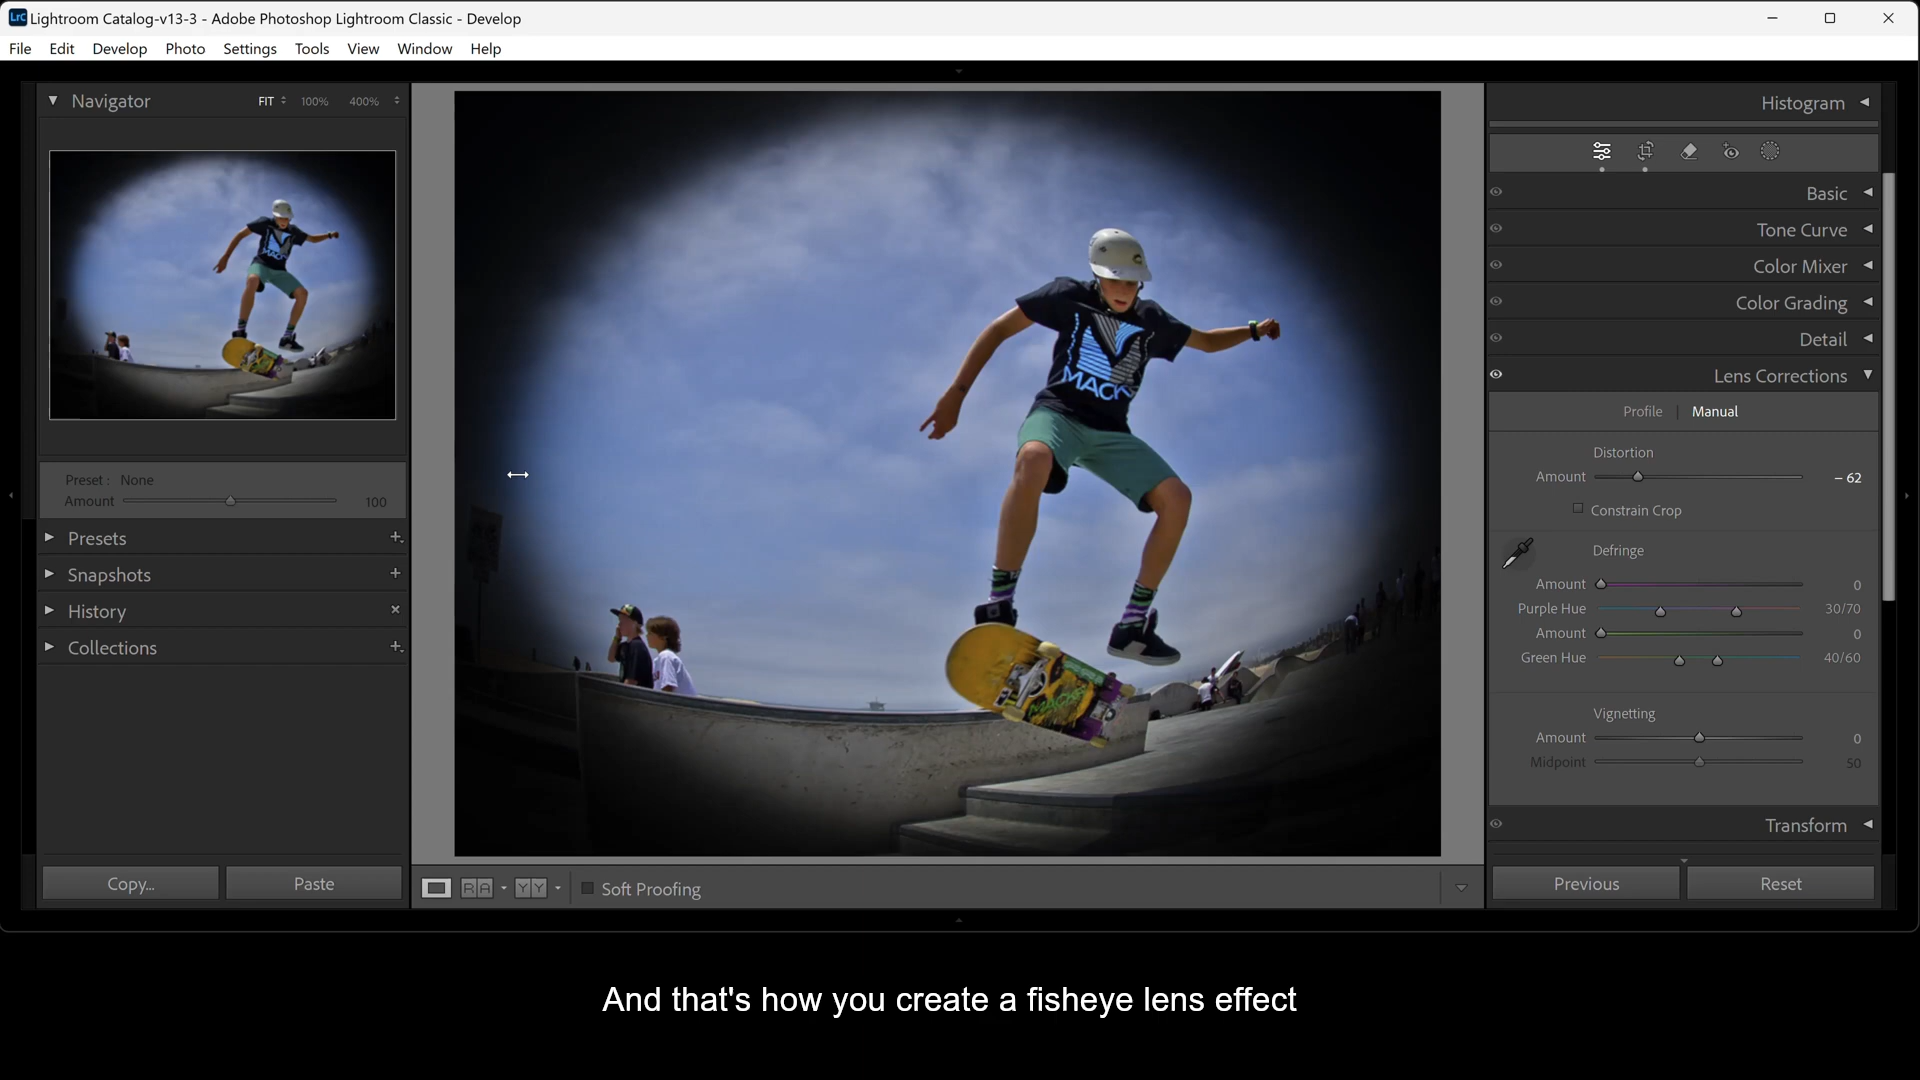 Lightroom Catalog-v13-3 - Adobe Photoshop Lightroom Classic - Develop
File Edit Develop Photo Settings Tools View Window Help
Navigator FIT 100% 400%
Preset: None
Amount 100
Presets
Snapshots
History
Collections
Copy... Paste
MACK
MACK
R A Y Y Soft Proofing
Histogram
Basic
Tone Curve
Color Mixer
Color Grading
Detail
Lens Corrections
Profile | Manual
Distortion
Amount – 62
Constrain Crop
Defringe
Amount 0
Purple Hue 30/70
Amount 0
Green Hue 40/60
Vignetting
Amount 0
Midpoint 50
Transform
Previous Reset
And that's how you create a fisheye lens effect